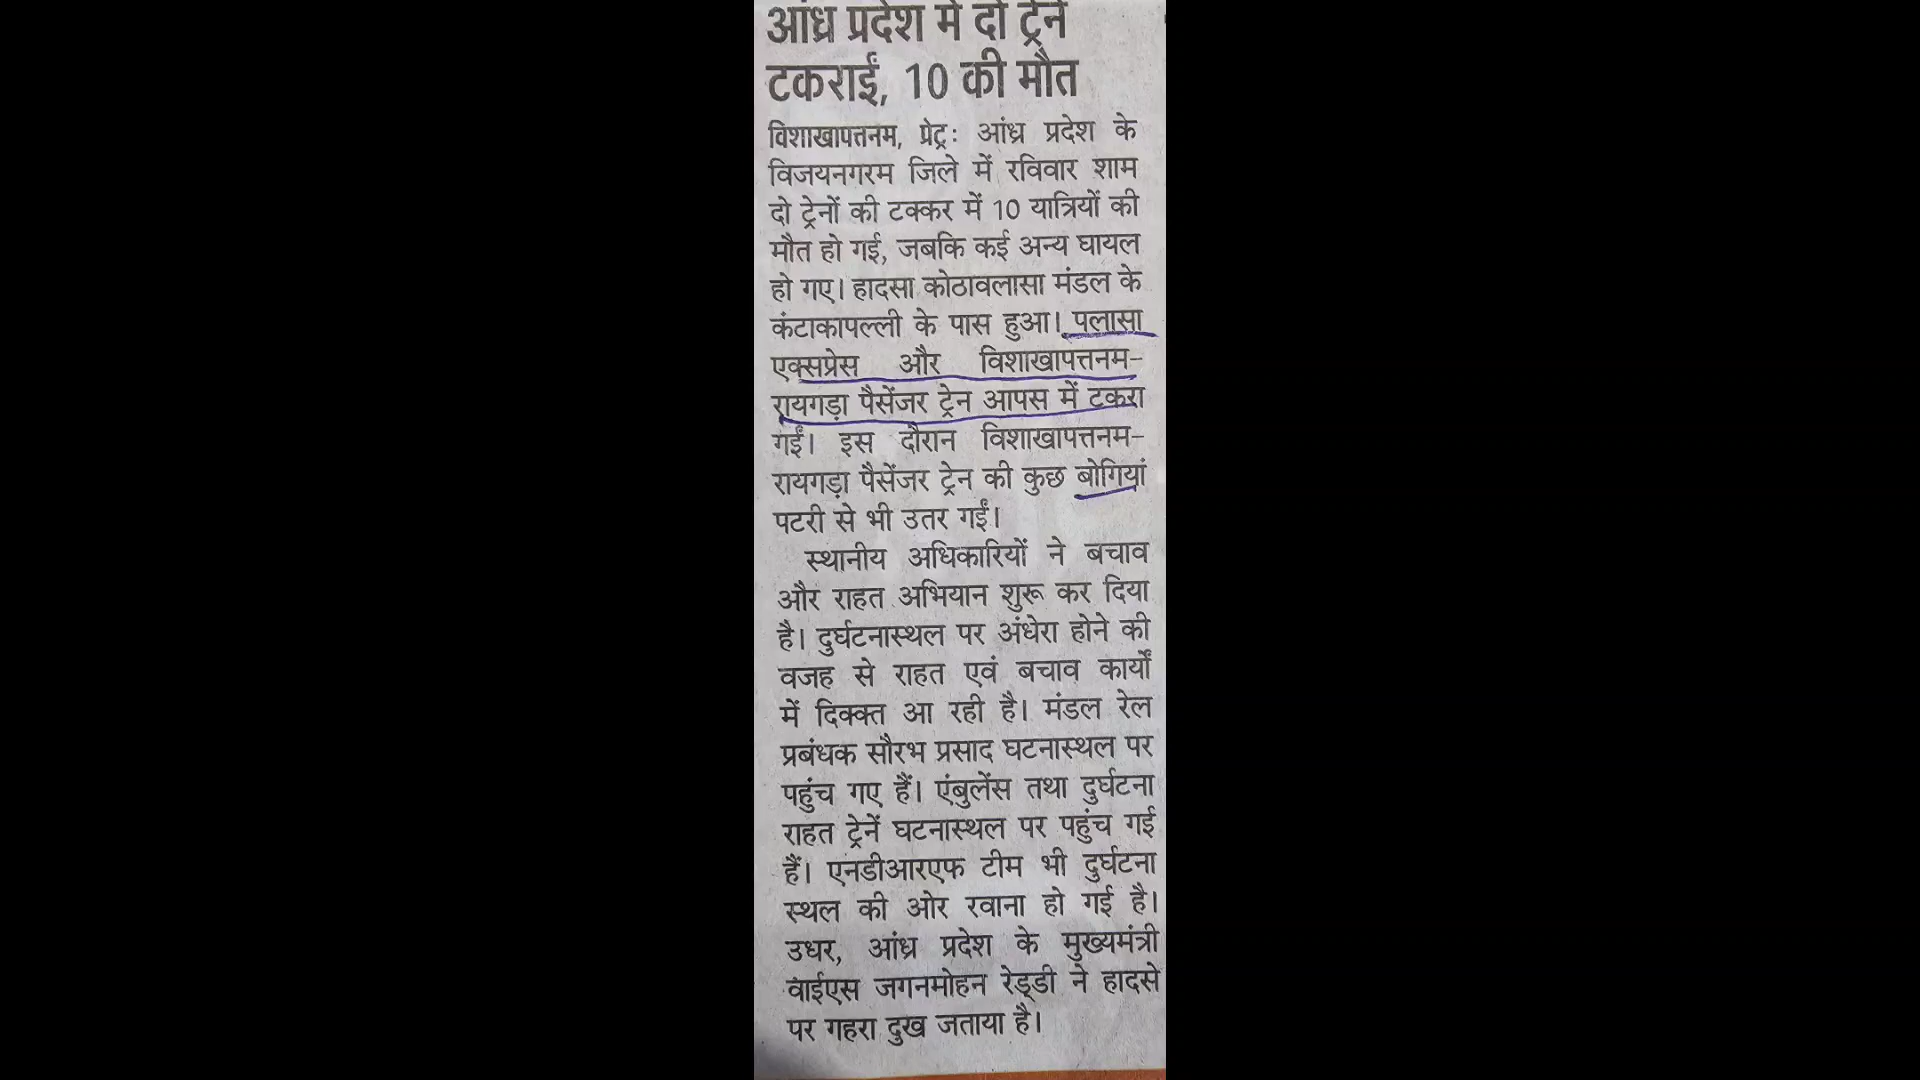 आंध्र प्रदेश में दो ट्रेनें
टकराईं, 10 की मौत
विशाखापत्तनम, प्रेट्र: आंध्र प्रदेश के
विजयनगरम जिले में रविवार शाम
दो ट्रेनों की टक्कर में 10 यात्रियों की
मौत हो गई, जबकि कई अन्य घायल
हो गए। हादसा कोठावलासा मंडल के
कंटाकापल्ली के पास हुआ। पलासा
एक्सप्रेस और विशाखापत्तनम-
रायगड़ा पैसेंजर ट्रेन आपस में टकरा
गईं। इस दौरान विशाखापत्तनम-
रायगड़ा पैसेंजर ट्रेन की कुछ बोगियां
पटरी से भी उतर गईं।
स्थानीय अधिकारियों ने बचाव
और राहत अभियान शुरू कर दिया
है। दुर्घटनास्थल पर अंधेरा होने की
वजह से राहत एवं बचाव कार्यों
में दिक्क्त आ रही है। मंडल रेल
प्रबंधक सौरभ प्रसाद घटनास्थल पर
पहुंच गए हैं। एंबुलेंस तथा दुर्घटना
राहत ट्रेनें घटनास्थल पर पहुंच गई
हैं। एनडीआरएफ टीम भी दुर्घटना
स्थल की ओर रवाना हो गई है।
उधर, आंध्र प्रदेश के मुख्यमंत्री
वाईएस जगनमोहन रेड्डी ने हादसे
पर गहरा दुख जताया है।